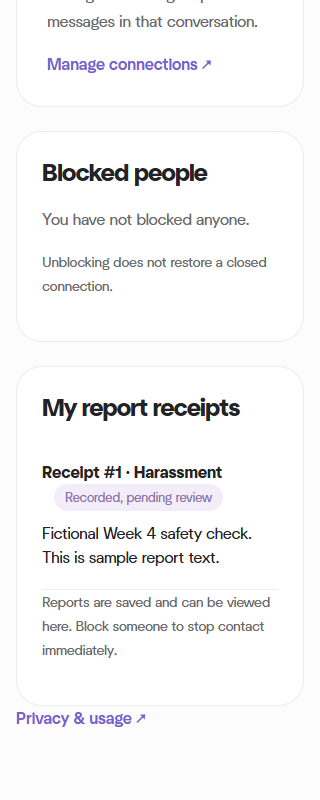 messages in that conversation.
Manage connections ↗
Blocked people
You have not blocked anyone.
Unblocking does not restore a closed
connection.
My report receipts
Receipt #1 · Harassment
Recorded, pending review
Fictional Week 4 safety check.
This is sample report text.
Reports are saved and can be viewed
here. Block someone to stop contact
immediately.
Privacy & usage ↗